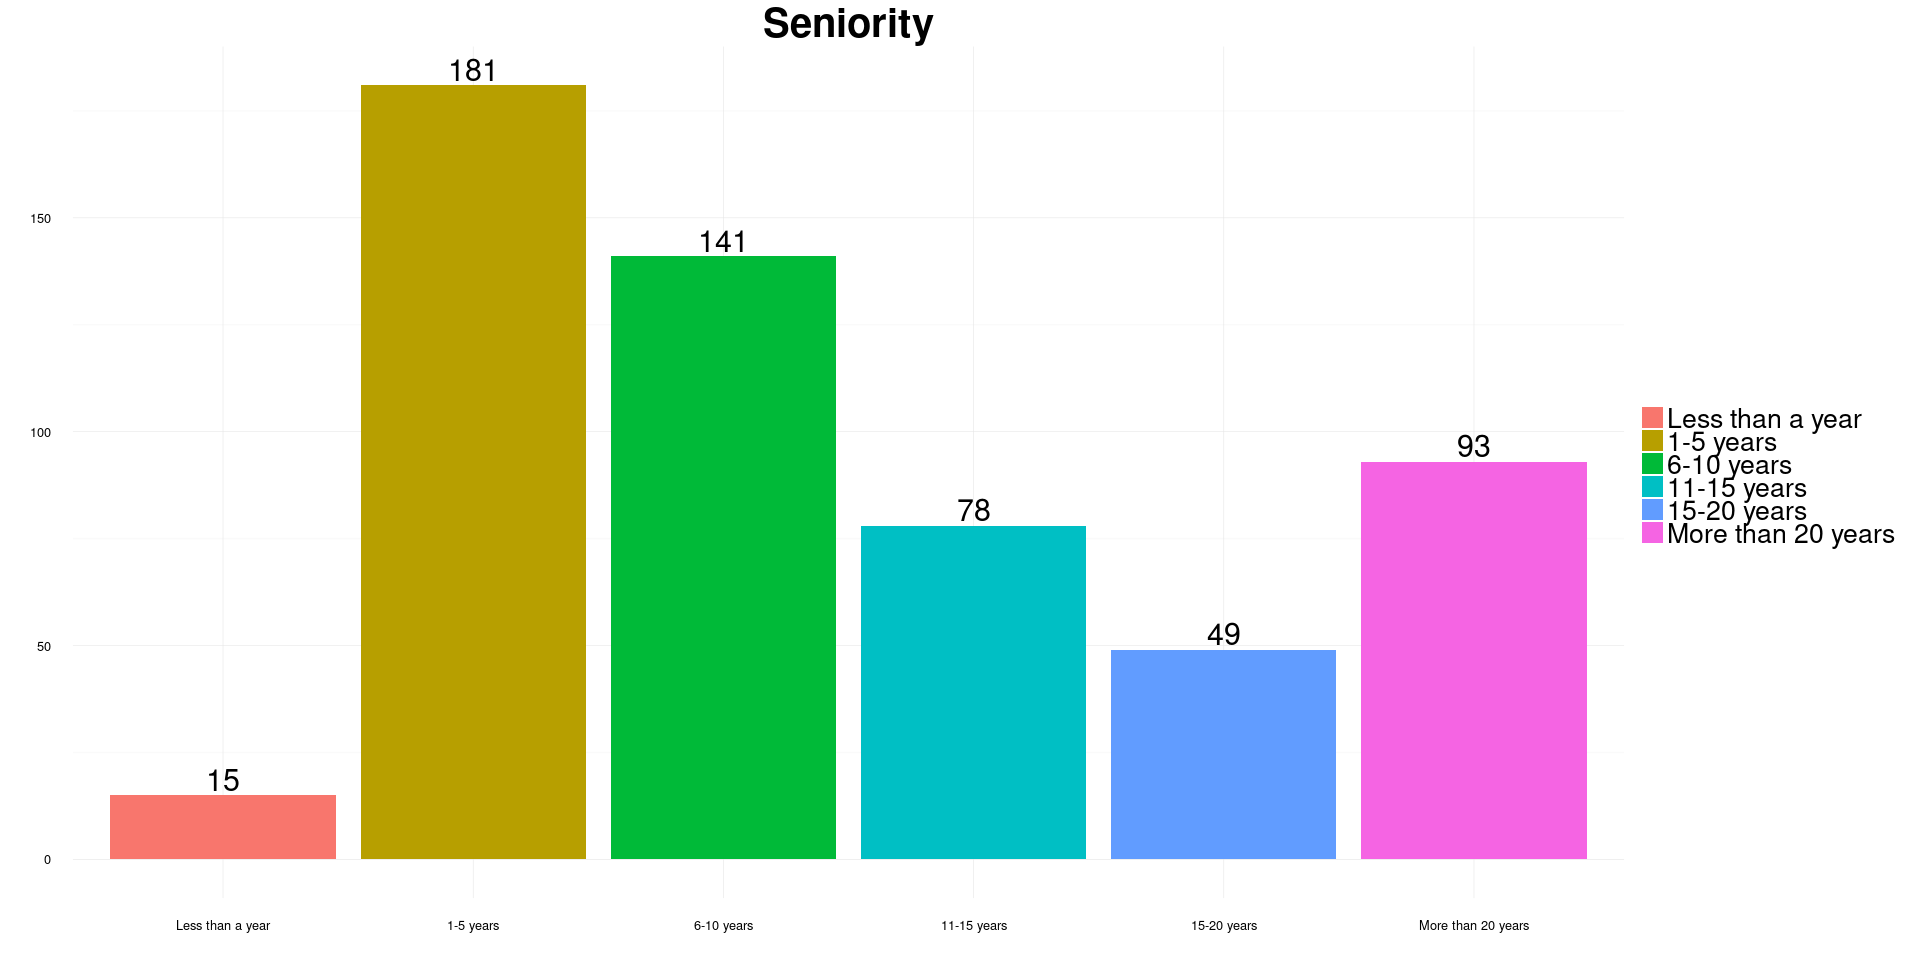 Seniority
181
141
93
78
49
15
150
100
50
0
Less than a year
1-5 years
6-10 years
11-15 years
15-20 years
More than 20 years
Less than a year
1-5 years
6-10 years
11-15 years
15-20 years
More than 20 years